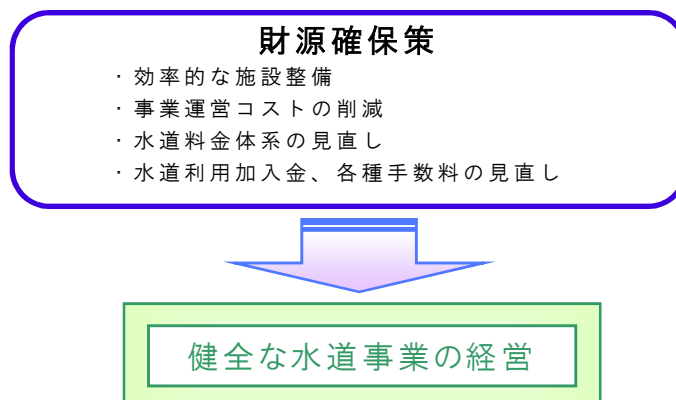 財源確保策
・効率的な施設整備
・事業運営コストの削減
・水道料金体系の見直し
・水道利用加入金、各種手数料の見直し
健全な水道事業の経営